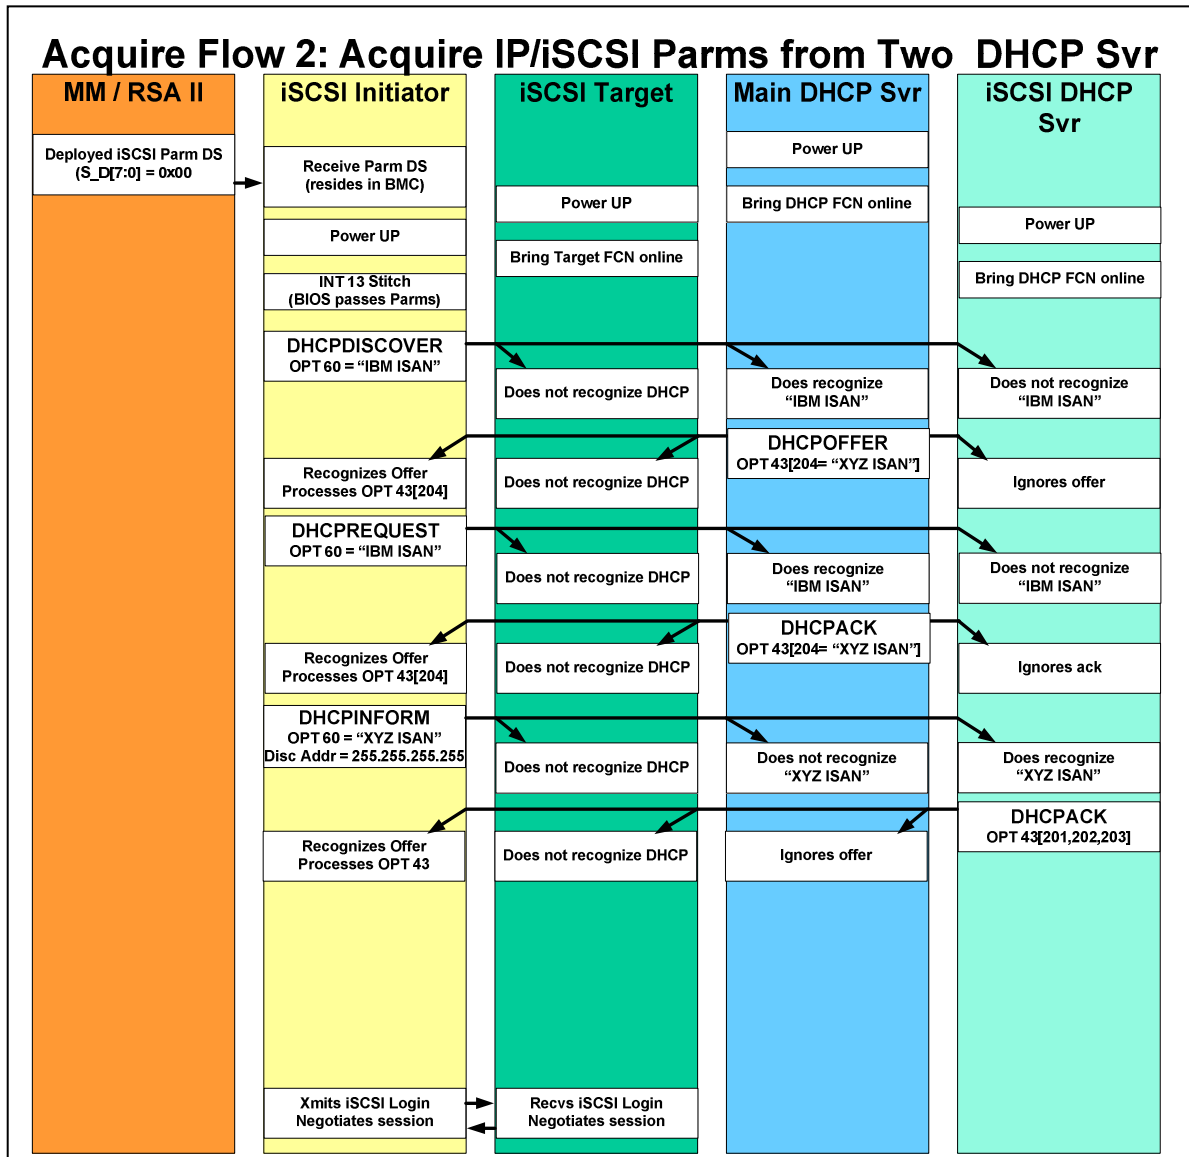 Acquire Flow 2: Acquire IP/iSCSI Parms from Two DHCP Svr
MM / RSA II
iSCSI Initiator
iSCSI Target
Main DHCP Svr
iSCSI DHCP
Svr
Deployed iSCSI Parm DS
(S_D[7:0] = 0x00
Receive Parm DS
(resides in BMC)
Power UP
Power UP
Bring DHCP FCN online
Power UP
Power UP
Bring Target FCN online
Bring DHCP FCN online
INT 13 Stitch
(BIOS passes Parms)
DHCPDISCOVER
OPT 60 = “IBM ISAN”
Does not recognize DHCP
Does recognize
“IBM ISAN”
Does not recognize
“IBM ISAN”
DHCPOFFER
OPT 43[204= “XYZ ISAN”]
Recognizes Offer
Processes OPT 43[204]
Does not recognize DHCP
Ignores offer
DHCPREQUEST
OPT 60 = “IBM ISAN”
Does not recognize DHCP
Does recognize
“IBM ISAN”
Does not recognize
“IBM ISAN”
DHCPACK
OPT 43[204= “XYZ ISAN”]
Recognizes Offer
Processes OPT 43[204]
Does not recognize DHCP
Ignores ack
DHCPINFORM
OPT 60 = “XYZ ISAN”
Disc Addr = 255.255.255.255
Does not recognize DHCP
Does not recognize
“XYZ ISAN”
Does recognize
“XYZ ISAN”
DHCPACK
OPT 43[201,202,203]
Recognizes Offer
Processes OPT 43
Does not recognize DHCP
Ignores offer
Xmits iSCSI Login
Negotiates session
Recvs iSCSI Login
Negotiates session